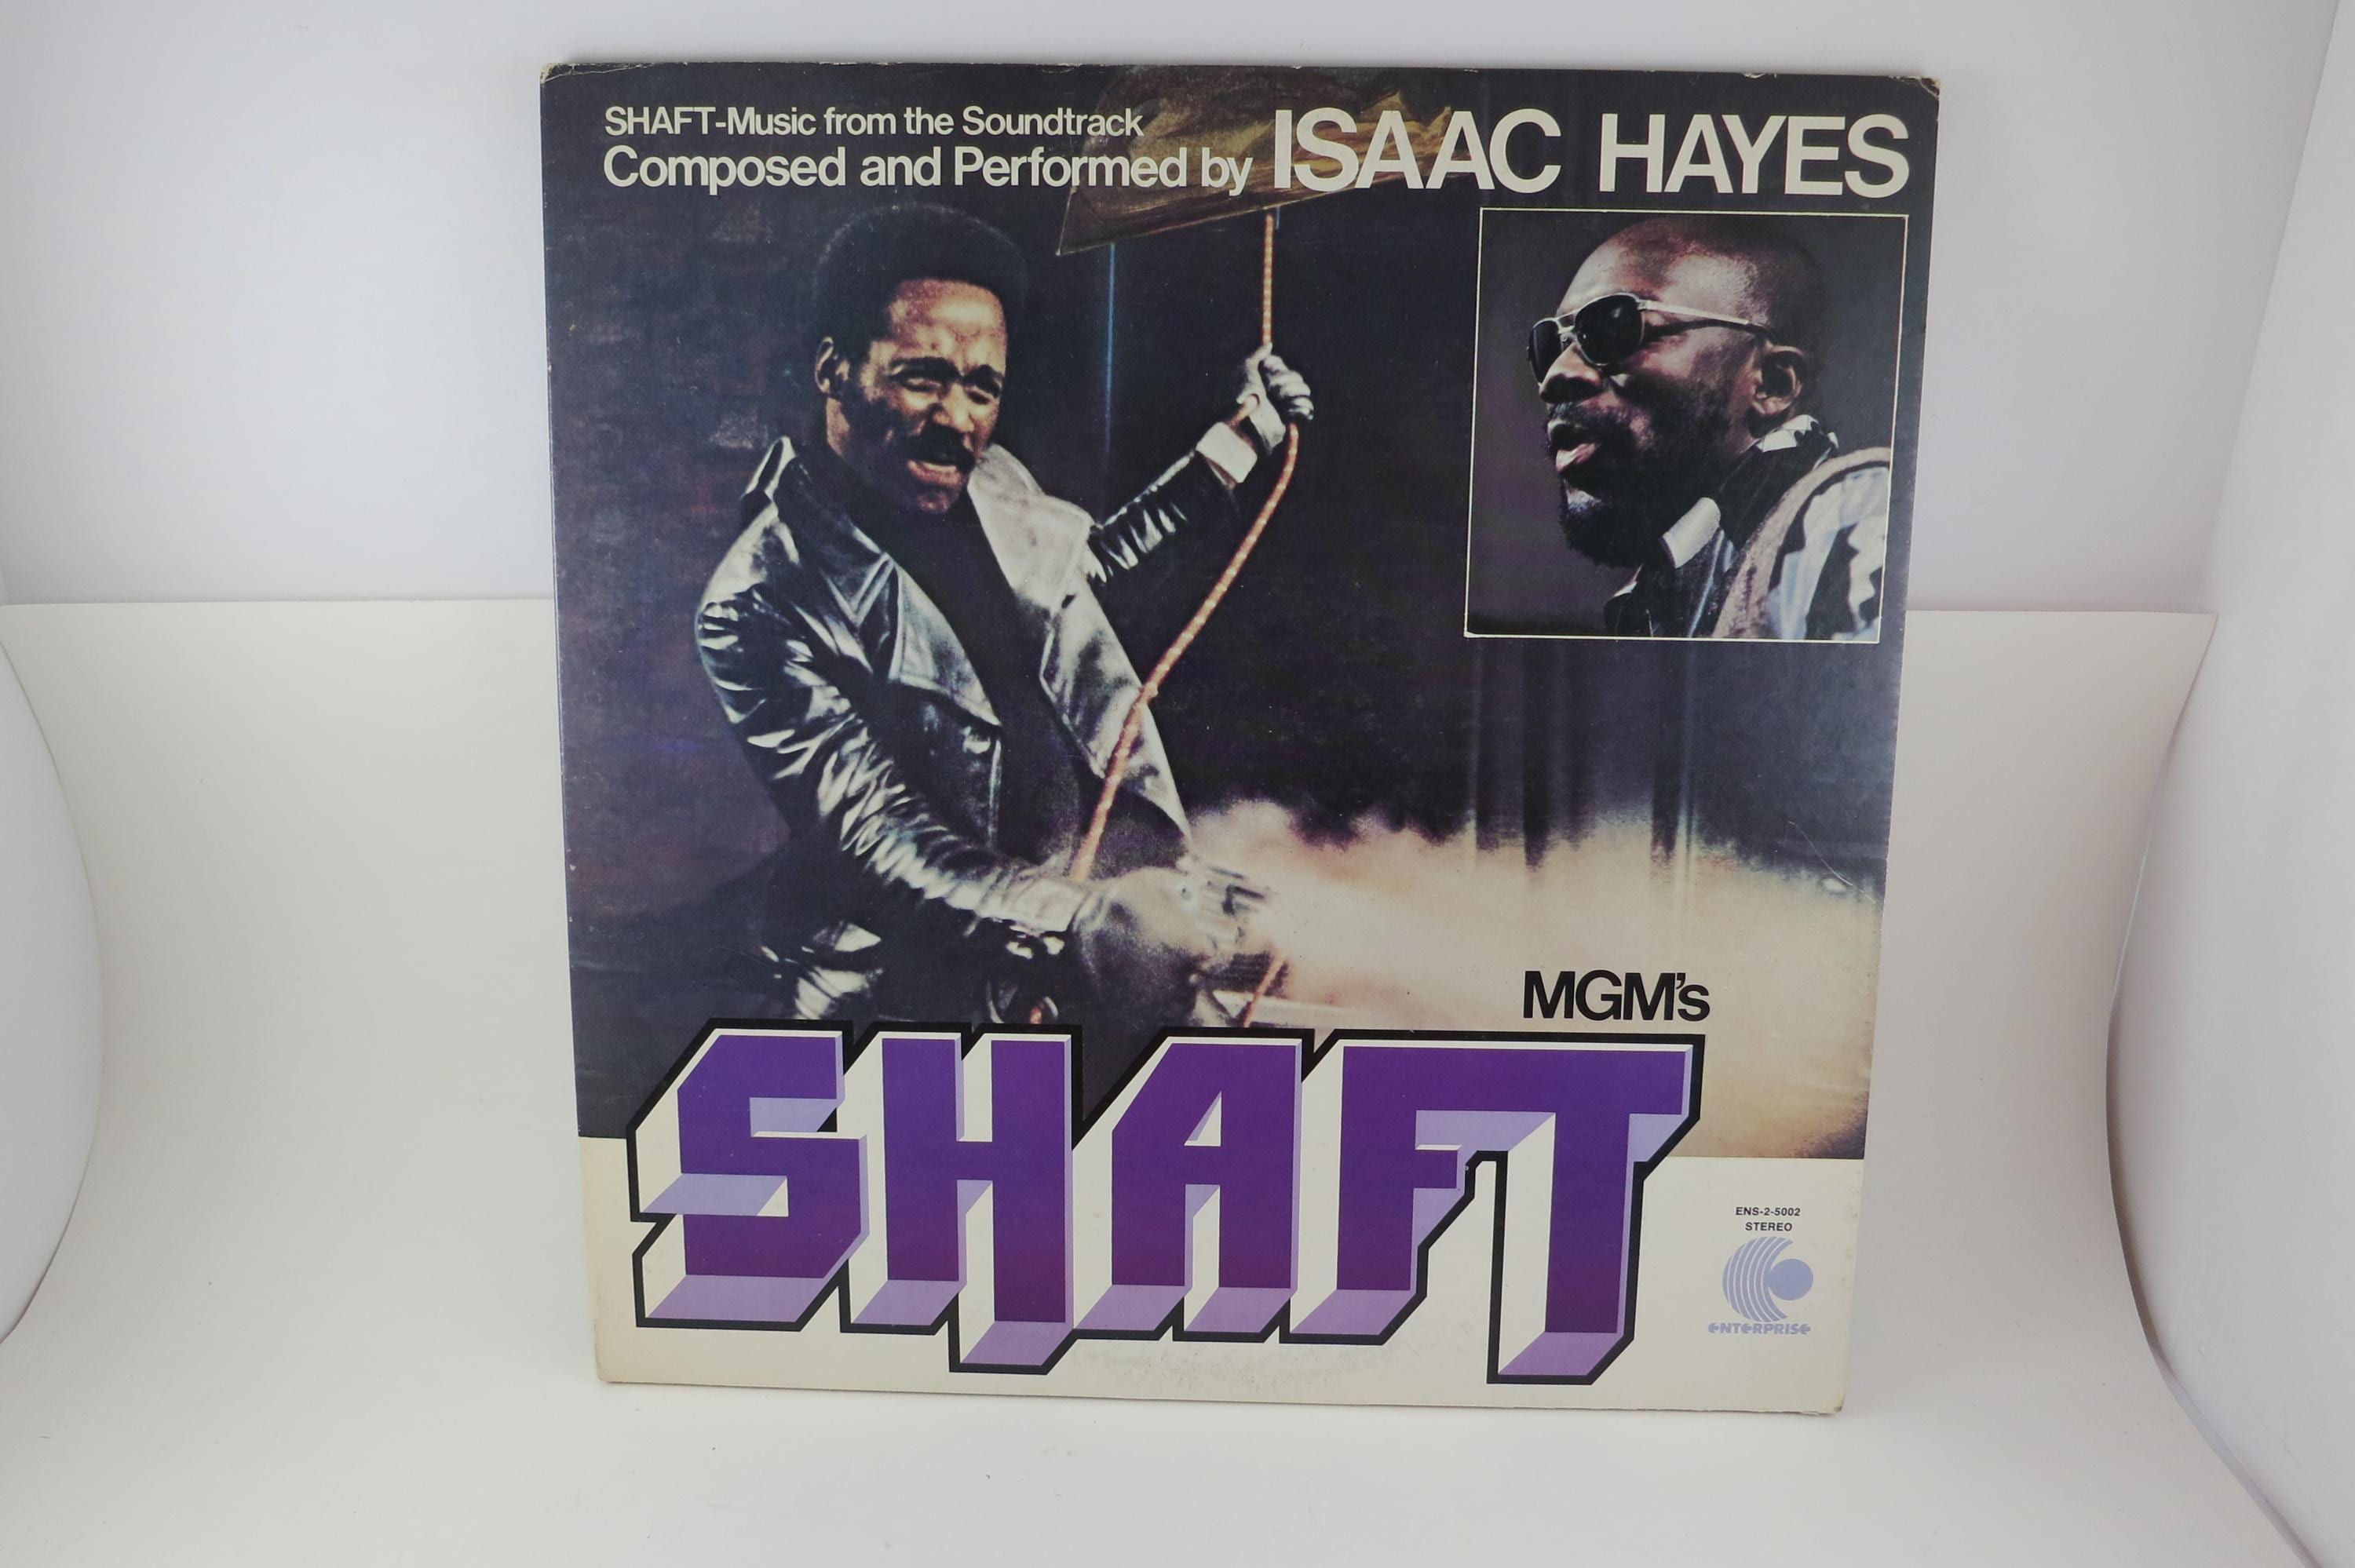 SHAFT-Music from the Soundtrack
Composed and Performed by ISAAC HAYES
MGM's
SHAFT
ENS-2-5002
STEREO
ENTERPRISE